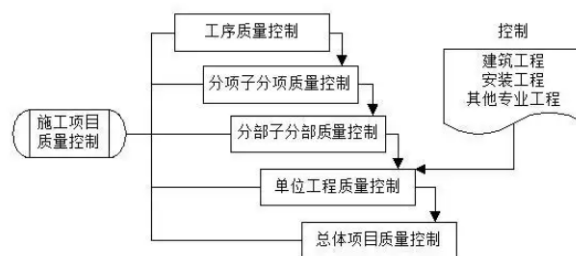 工序质量控制
控制
建筑工程
安装工程
其他专业工程
分项子分项质量控制
施工项目
质量控制
分部子分部质量控制
单位工程质量控制
总体项目质量控制